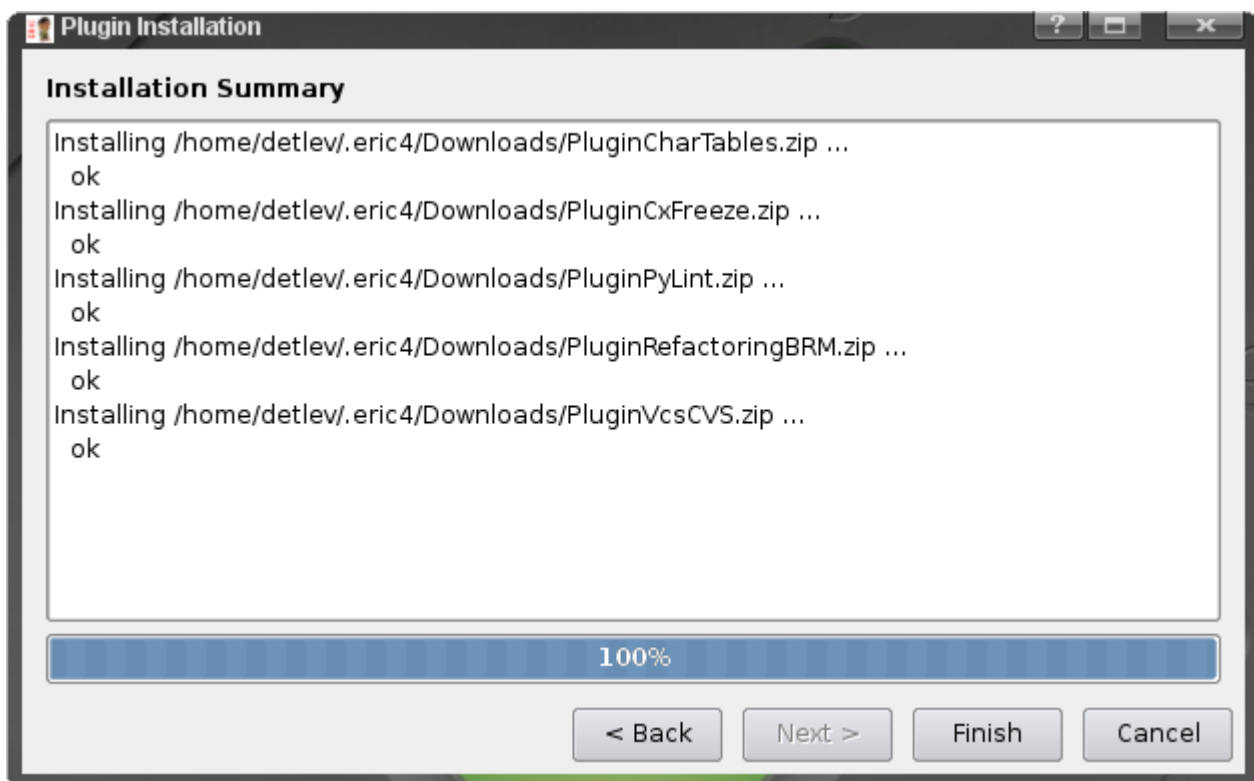 Plugin Installation
Installation Summary
Installing /home/detlev/.eric4/Downloads/PluginCharTables.zip ...
ok
Installing /home/detlev/.eric4/Downloads/PluginCxFreeze.zip ...
ok
Installing /home/detlev/.eric4/Downloads/PluginPyLint.zip ...
ok
Installing /home/detlev/.eric4/Downloads/PluginRefactoringBRM.zip ...
ok
Installing /home/detlev/.eric4/Downloads/PluginVcsCVS.zip ...
ok
100%
< Back Next > Finish Cancel